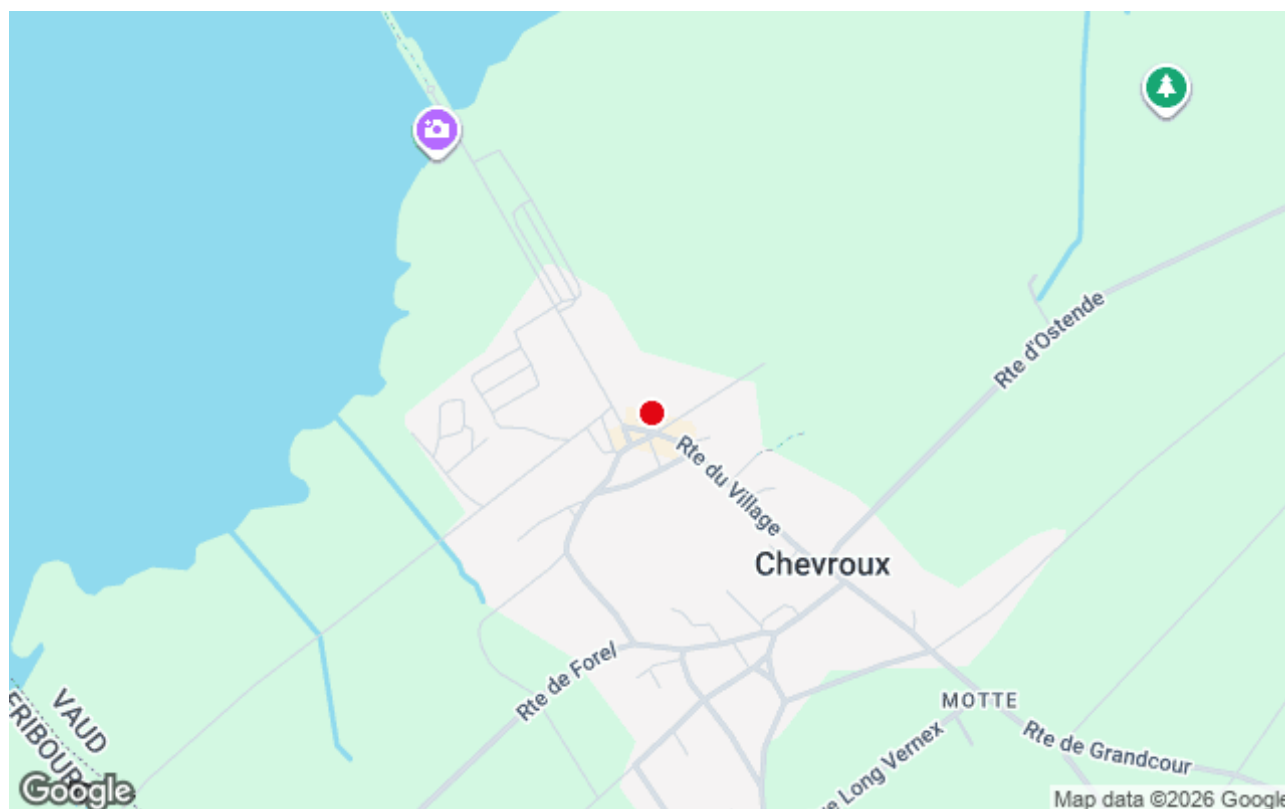 Rte d'Ostende
Rte du Village
Chevroux
Rte de Forel
MOTTE
VAUD
FRIBOURG
Long Vernex
Rte de Grandcour
Google
Map data ©2026 Google